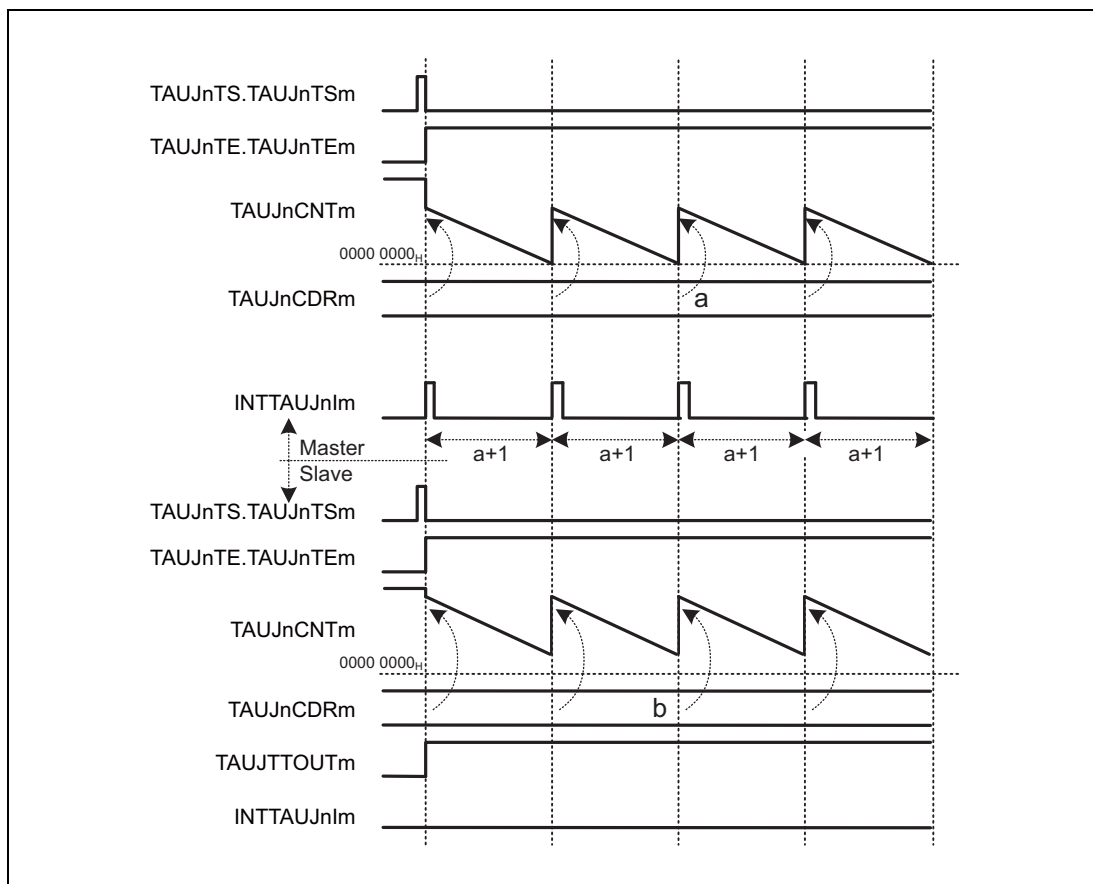 TAUJnTS.TAUJnTSm
TAUJnTE.TAUJnTEm
TAUJnCNTm
0000 0000H
TAUJnCDRm
a
INTTAUJnIm
a+1 a+1 a+1 a+1
Master
Slave
TAUJnTS.TAUJnTSm
TAUJnTE.TAUJnTEm
TAUJnCNTm
0000 0000H
TAUJnCDRm
b
TAUJTTOUTm
INTTAUJnIm